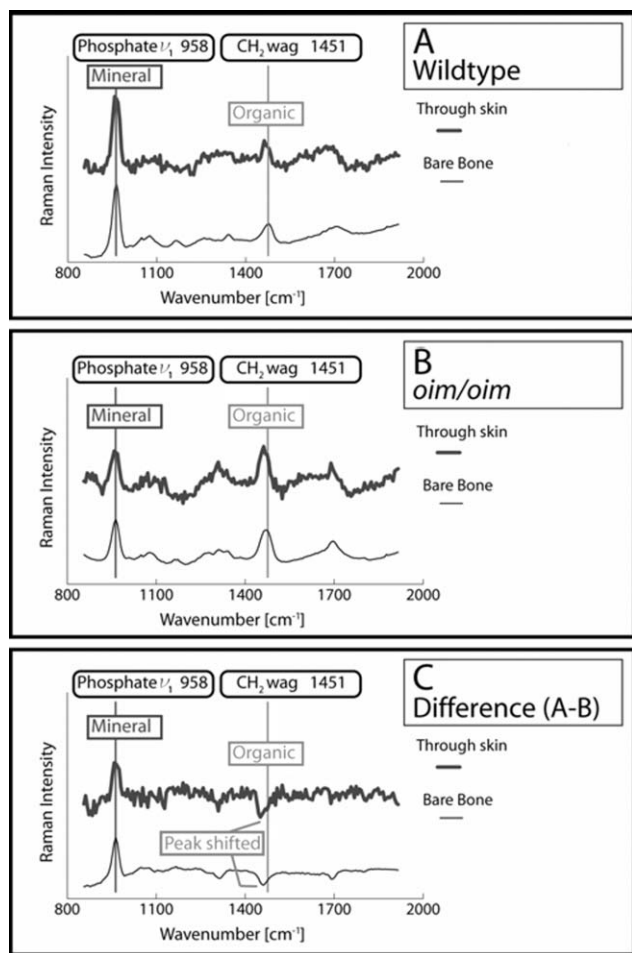 Phosphate ν₁ 958 CH₂ wag 1451
A
Wildtype
Mineral
Organic
Through skin
Bare Bone
Raman Intensity
800 1100 1400 1700 2000
Wavenumber [cm⁻¹]
Phosphate ν₁ 958 CH₂ wag 1451
B
oim/oim
Mineral
Organic
Through skin
Bare Bone
Raman Intensity
800 1100 1400 1700 2000
Wavenumber [cm⁻¹]
Phosphate ν₁ 958 CH₂ wag 1451
C
Difference (A-B)
Mineral
Organic
Through skin
Bare Bone
Peak shifted
Raman Intensity
800 1100 1400 1700 2000
Wavenumber [cm⁻¹]